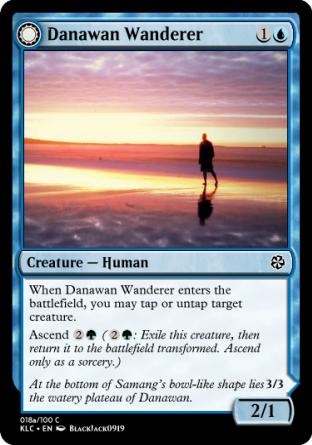 Danawan Wanderer 1
Creature — Human
When Danawan Wanderer enters the
battlefield, you may tap or untap target
creature.
Ascend 2 ( 2 : Exile this creature, then
return it to the battlefield transformed. Ascend
only as a sorcery.)
At the bottom of Samang's bowl-like shape lies 3/3
the watery plateau of Danawan.
2/1
018a/100 C
KLC • EN BlackJack0919